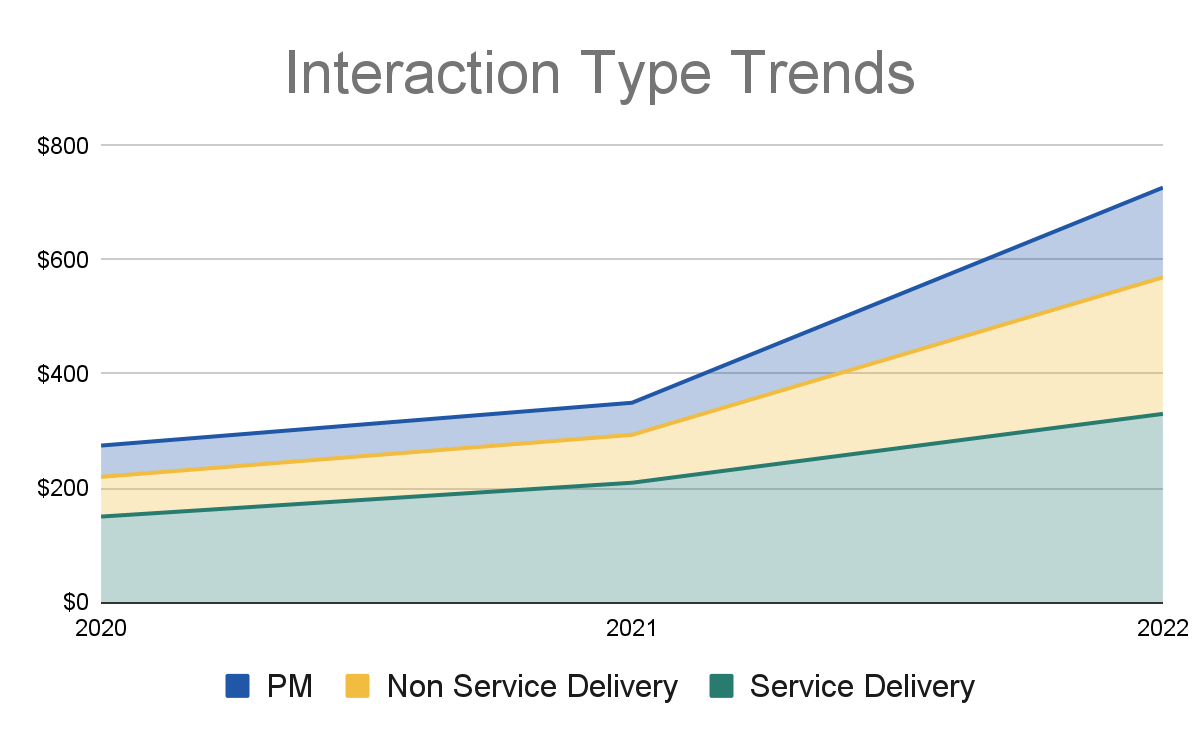 Interaction Type Trends
$800
$600
$400
$200
$0
2020 2021 2022
PM Non Service Delivery Service Delivery